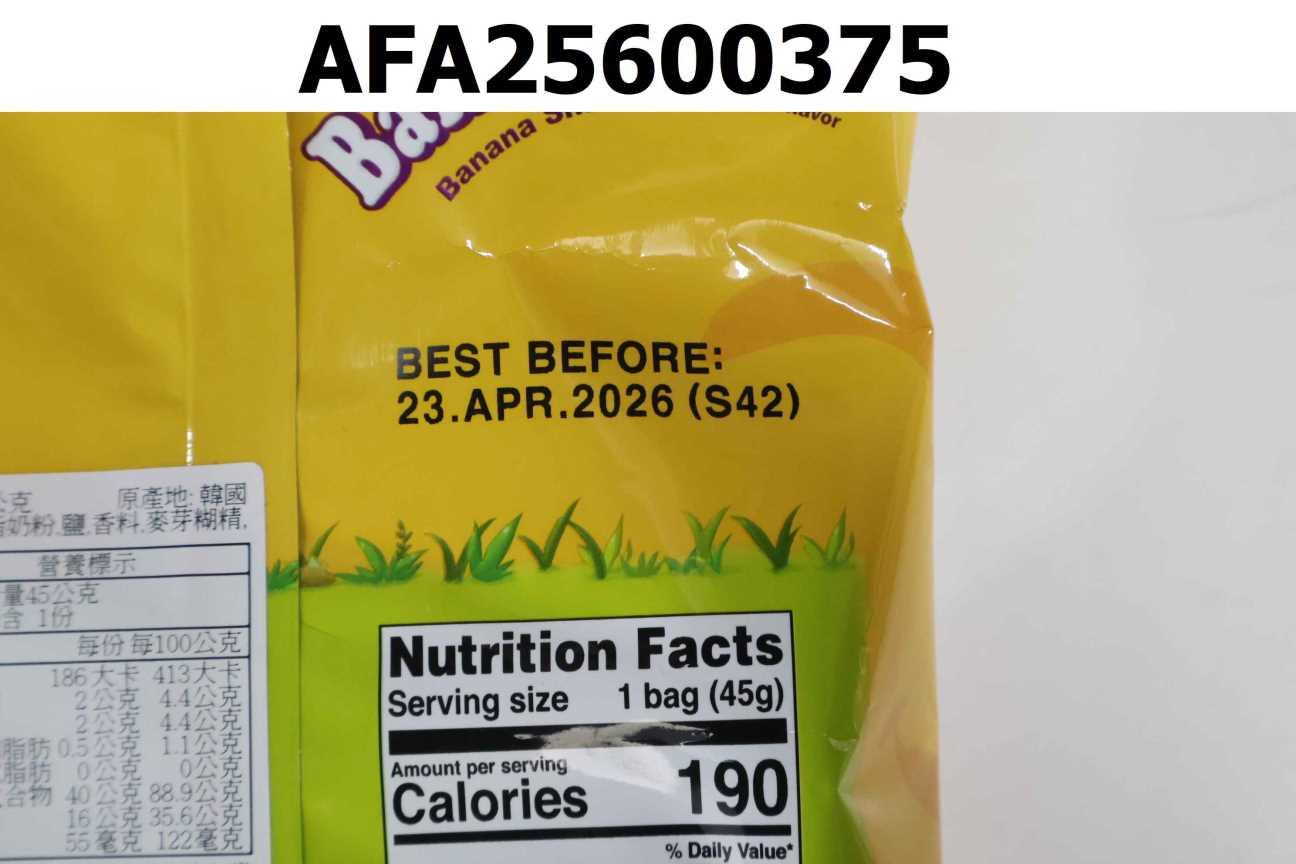 AFA25600375
Banana
BEST BEFORE:
23.APR.2026 (S42)
原產地: 韓國
奶粉,鹽,香料,麥芽糊精,
營養標示
量45公克
含 1份
每份 每100公克
186大卡 413大卡
2公克 4.4公克
2公克 4.4公克
脂肪 0.5公克 1.1公克
脂肪 0公克 0公克
合物 40公克 88.9公克
16公克 35.6公克
55毫克 122毫克
Nutrition Facts
Serving size 1 bag (45g)
Amount per serving
Calories 190
% Daily Value*